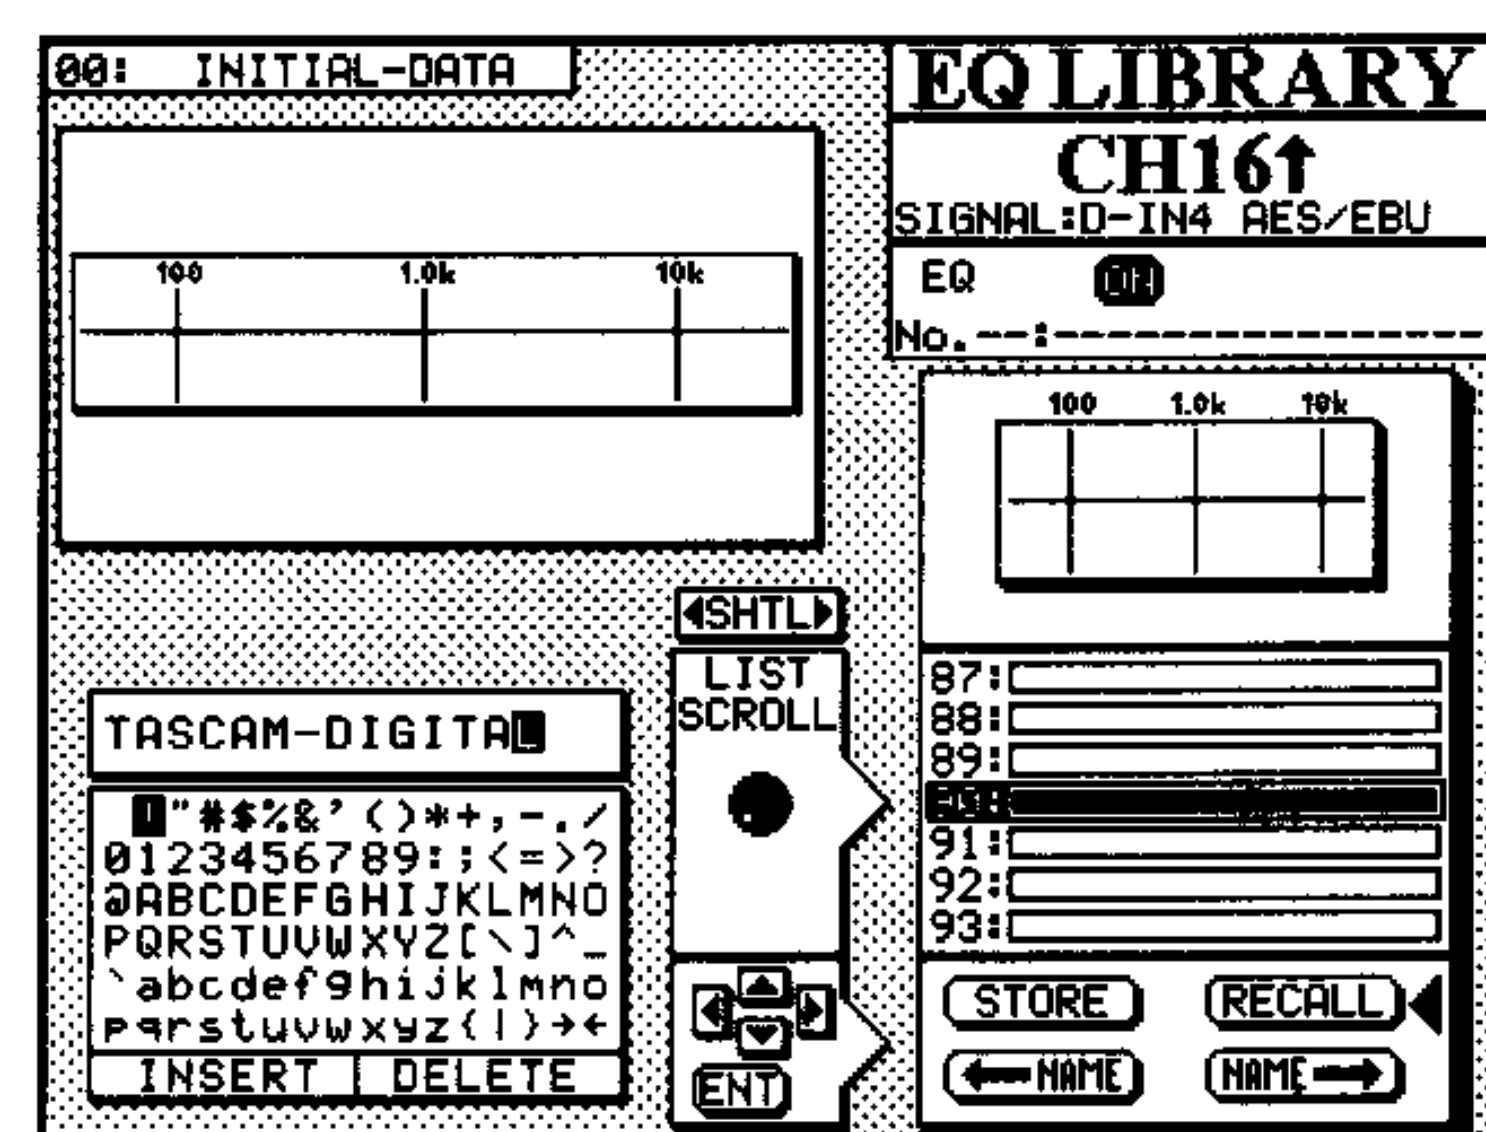 00: INITIAL-DATA
EQ LIBRARY
CH16↑
SIGNAL:D-IN4 AES/EBU
EQ ON
No.--:----------------
100 1.0k 10k
100 1.0k 10k
◀SHTL▶
LIST
SCROLL
87:
88:
89:
90:
91:
92:
93:
TASCAM-DIGITAL
!"#$%&'()*+,-./
0123456789:;<=>?
@ABCDEFGHIJKLMNO
PQRSTUVWXYZ[\]^_
`abcdefghijklmno
pqrstuvwxyz{|}→←
INSERT DELETE
ENT
STORE RECALL
←NAME NAME→